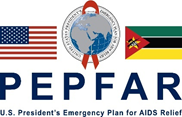 PEPFAR
U.S. President's Emergency Plan for AIDS Relief